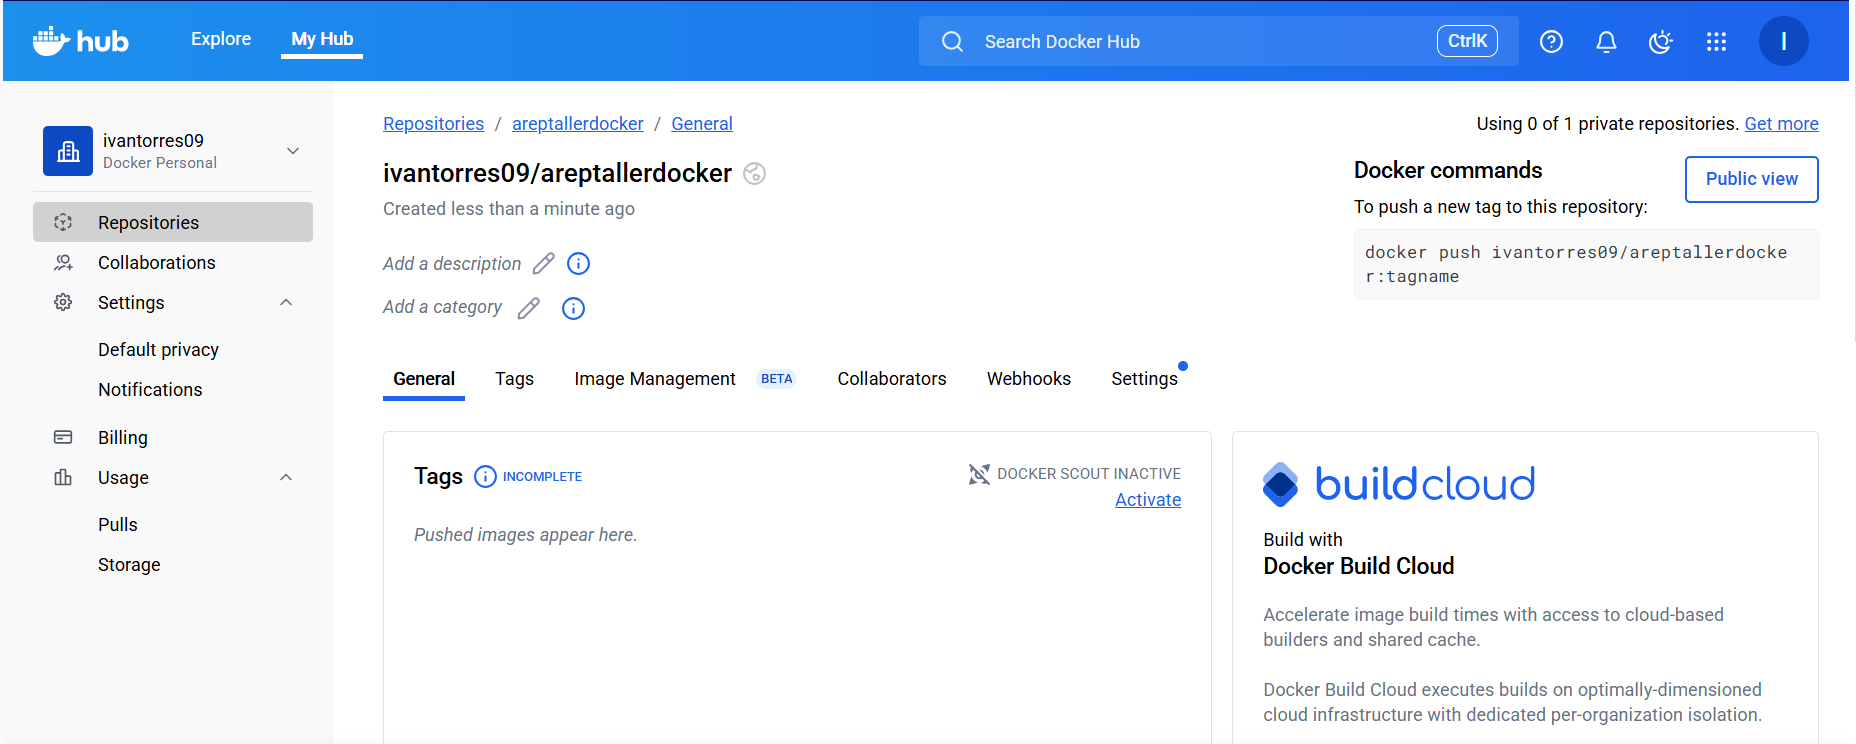 hub
Explore
My Hub
Search Docker Hub
CtrlK
I
ivantorres09
Docker Personal
Repositories
Collaborations
Settings
Default privacy
Notifications
Billing
Usage
Pulls
Storage
Repositories / areptallerdocker / General
Using 0 of 1 private repositories. Get more
ivantorres09/areptallerdocker
Created less than a minute ago
Add a description
Add a category
Docker commands
Public view
To push a new tag to this repository:
docker push ivantorres09/areptallerdocke
r:tagname
General
Tags
Image Management BETA
Collaborators
Webhooks
Settings
Tags
INCOMPLETE
DOCKER SCOUT INACTIVE
Activate
Pushed images appear here.
buildcloud
Build with
Docker Build Cloud
Accelerate image build times with access to cloud-based
builders and shared cache.
Docker Build Cloud executes builds on optimally-dimensioned
cloud infrastructure with dedicated per-organization isolation.